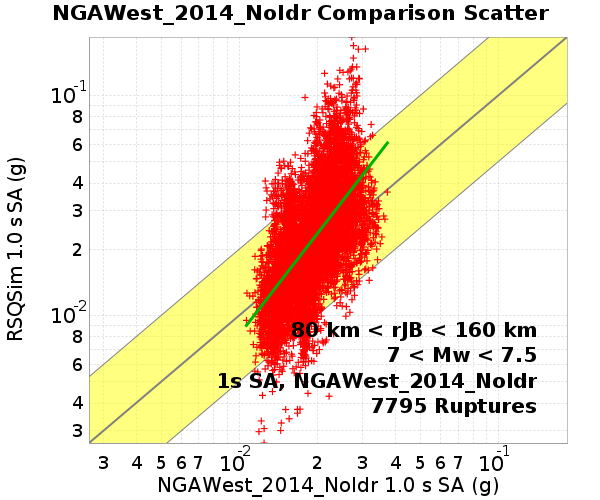 NGAWest_2014_NoIdr Comparison Scatter
RSQSim 1.0 s SA (g)
10-1
8
6
4
3
2
10-2
8
6
4
3
80 km < rJB < 160 km
7 < Mw < 7.5
1s SA, NGAWest_2014_NoIdr
7795 Ruptures
3 4 5 6 7 10-2 2 3 4 5 6 7 10-1
NGAWest_2014_NoIdr 1.0 s SA (g)